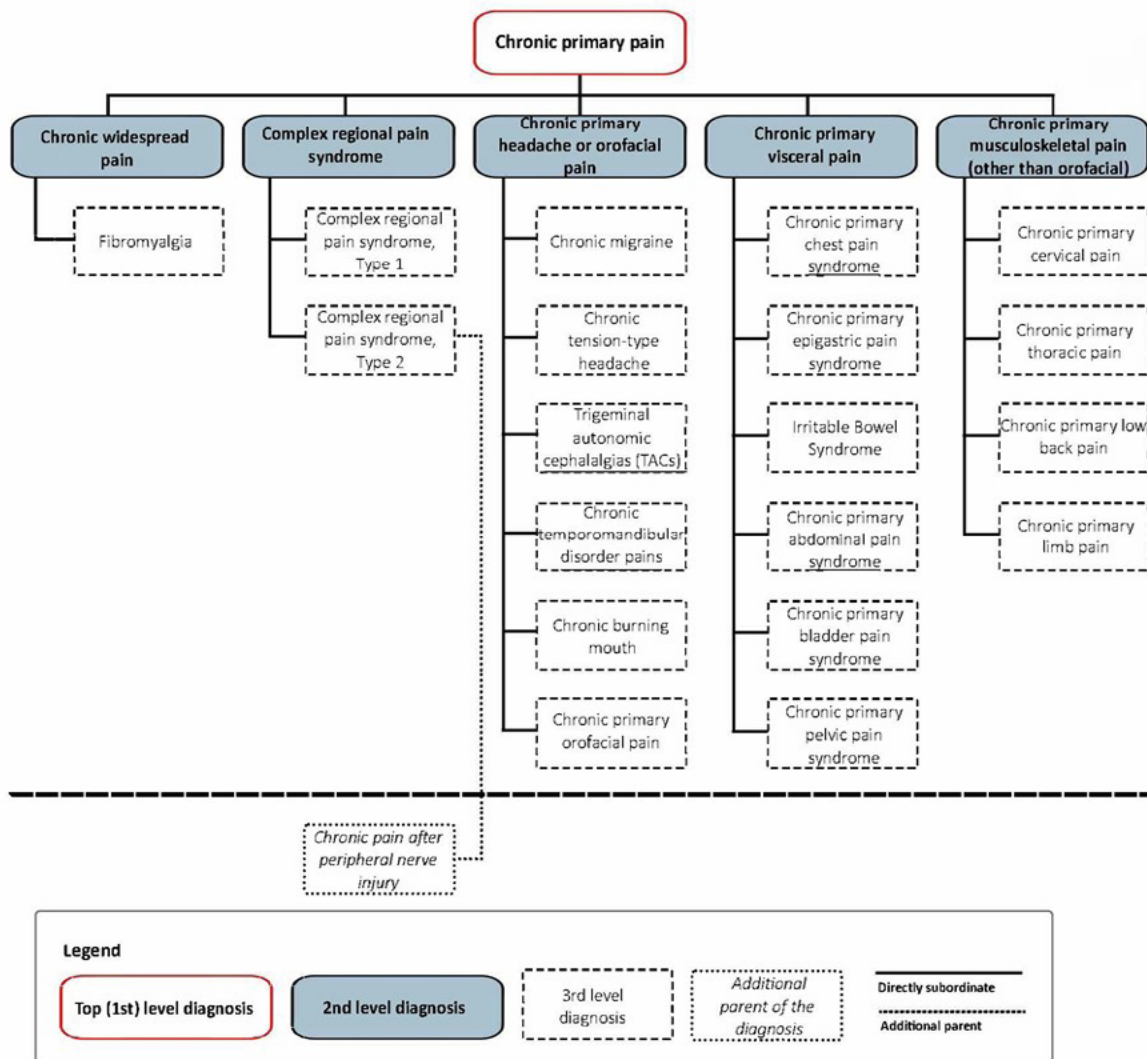 Chronic primary pain
Chronic widespread
pain
Complex regional pain
syndrome
Chronic primary
headache or orofacial
pain
Chronic primary
visceral pain
Chronic primary
musculoskeletal pain
(other than orofacial)
Fibromyalgia
Complex regional
pain syndrome,
Type 1
Complex regional
pain syndrome,
Type 2
Chronic migraine
Chronic
tension-type
headache
Trigeminal
autonomic
cephalalgias (TACs)
Chronic
temporomandibular
disorder pains
Chronic burning
mouth
Chronic primary
orofacial pain
Chronic primary
chest pain
syndrome
Chronic primary
epigastric pain
syndrome
Irritable Bowel
Syndrome
Chronic primary
abdominal pain
syndrome
Chronic primary
bladder pain
syndrome
Chronic primary
pelvic pain
syndrome
Chronic primary
cervical pain
Chronic primary
thoracic pain
Chronic primary low
back pain
Chronic primary
limb pain
Chronic pain after
peripheral nerve
injury
Legend
Top (1st) level diagnosis
2nd level diagnosis
3rd level
diagnosis
Additional
parent of the
diagnosis
Directly subordinate
Additional parent